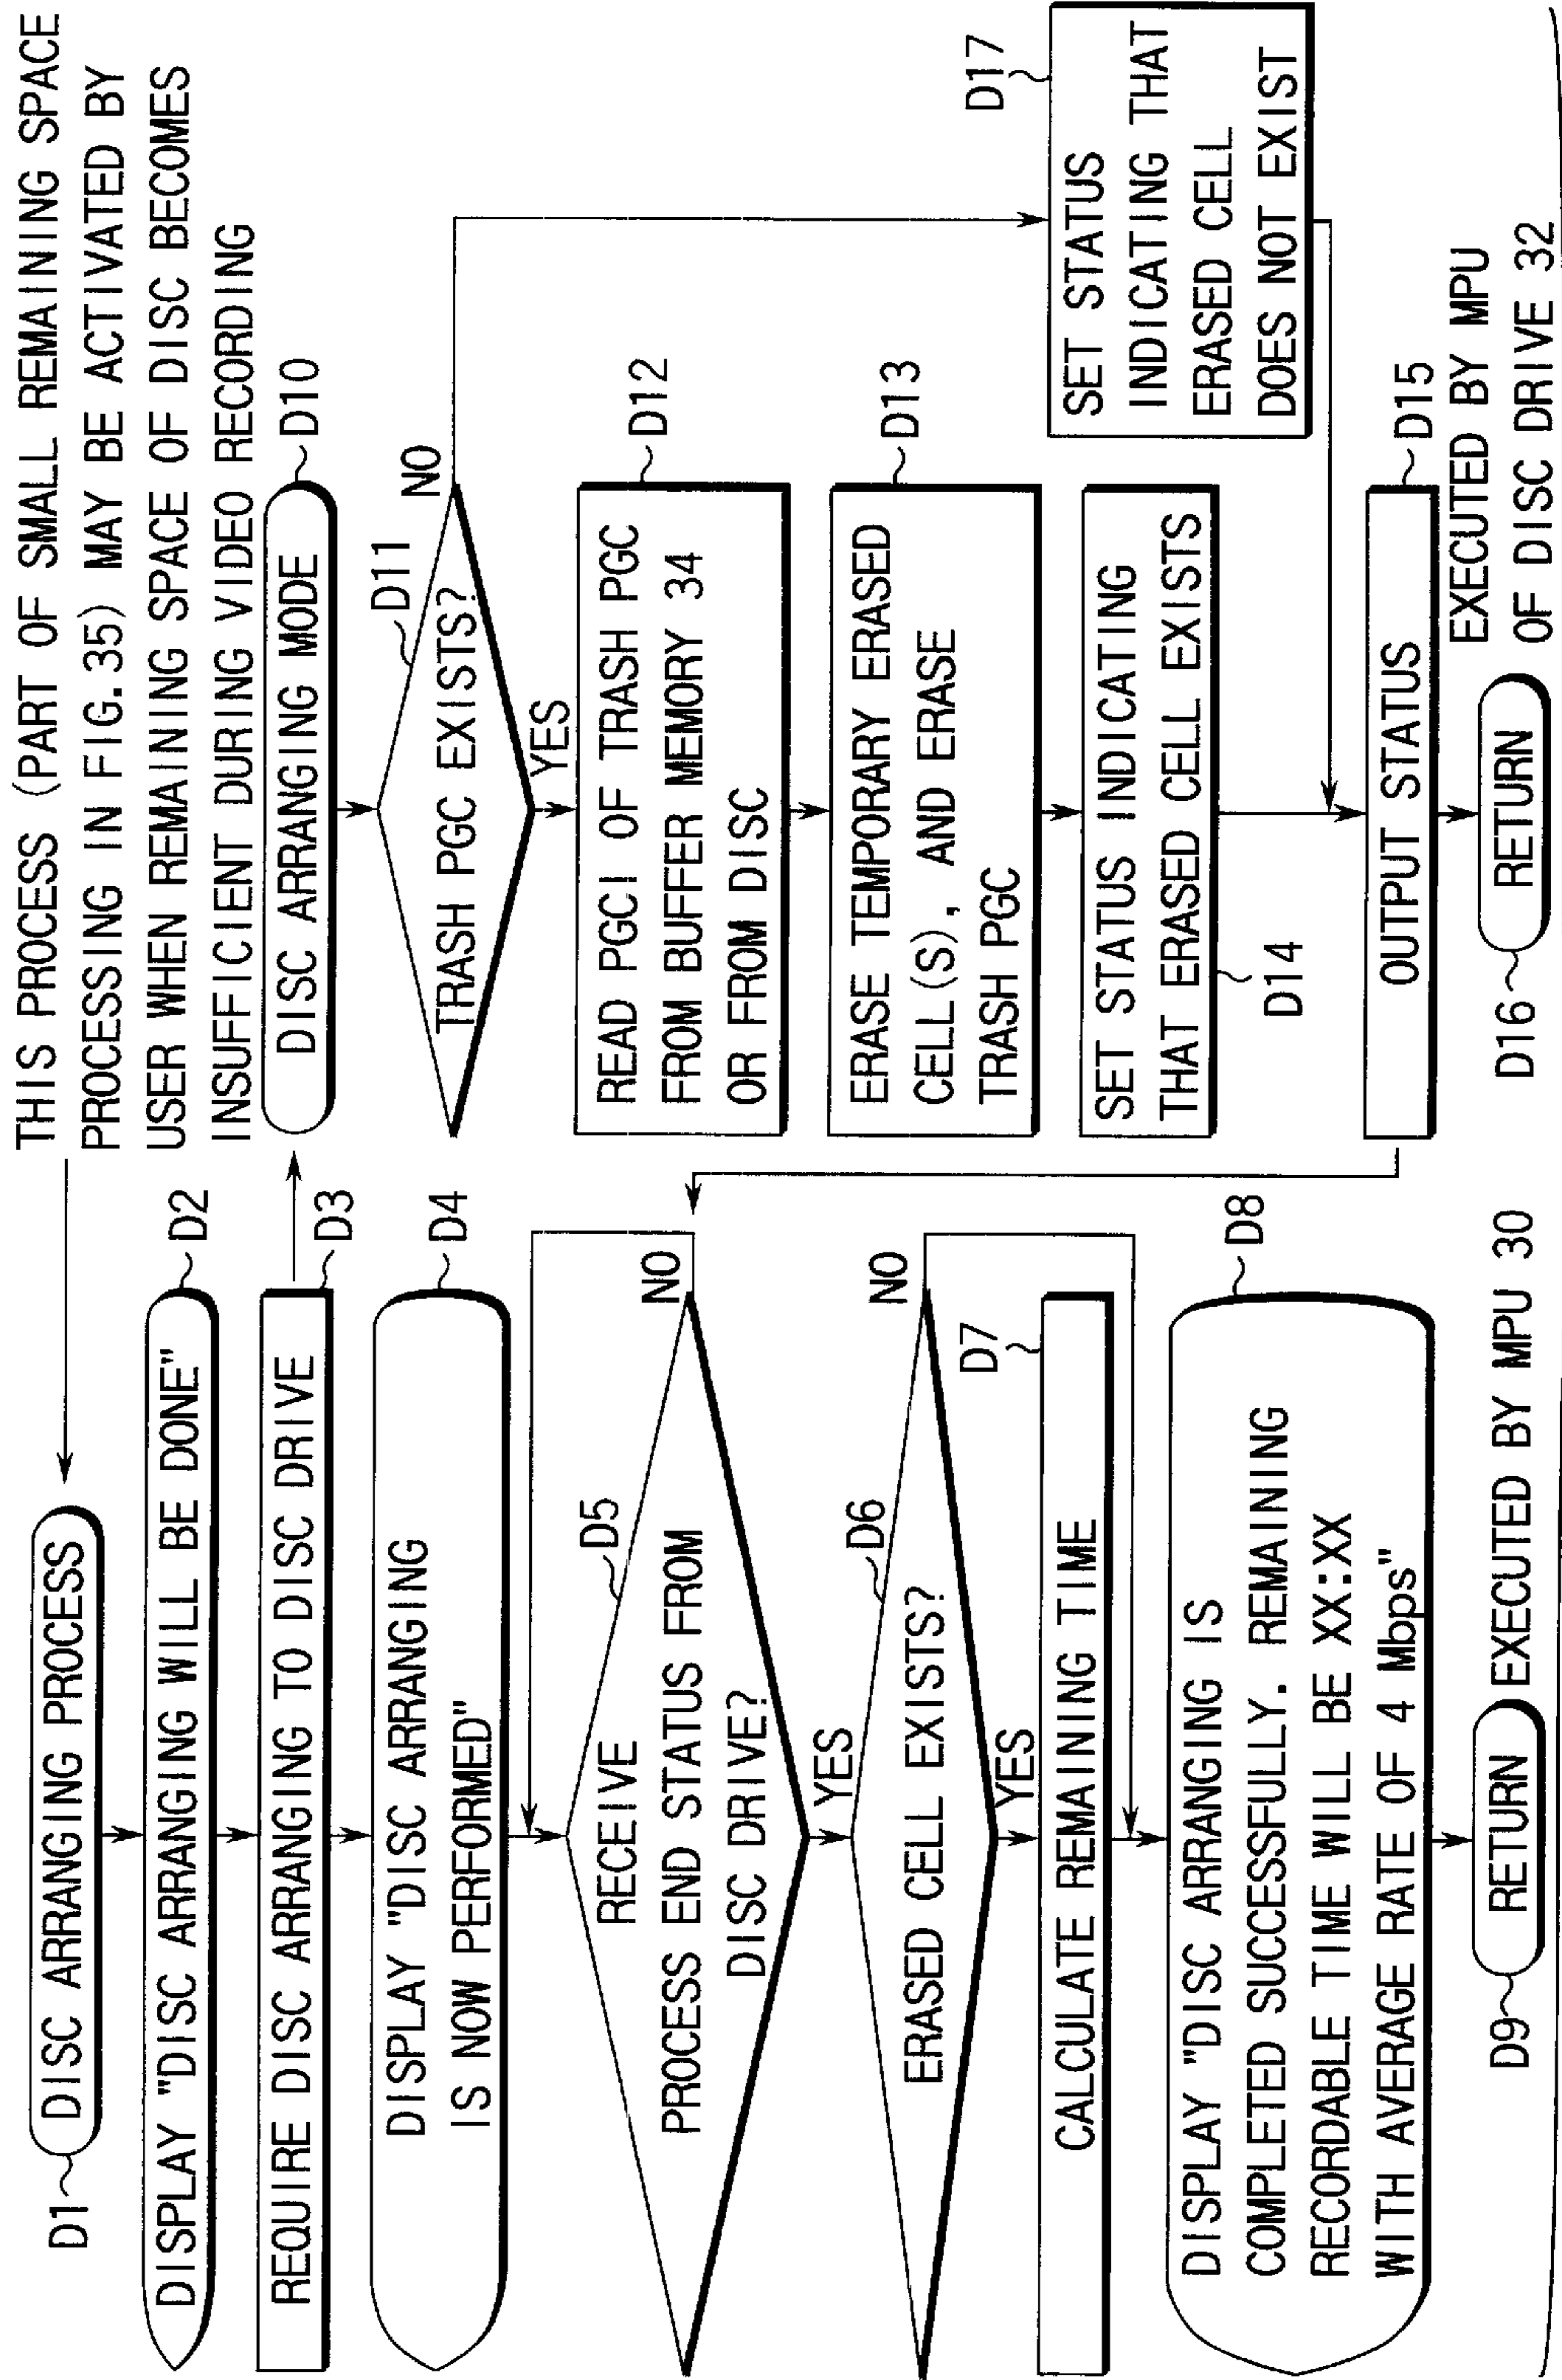 THIS PROCESS (PART OF SMALL REMAINING SPACE
PROCESSING IN FIG.35) MAY BE ACTIVATED BY
USER WHEN REMAINING SPACE OF DISC BECOMES
INSUFFICIENT DURING VIDEO RECORDING
D1
DISC ARRANGING PROCESS
D2
DISPLAY "DISC ARRANGING WILL BE DONE"
D3
REQUIRE DISC ARRANGING TO DISC DRIVE
D4
DISPLAY "DISC ARRANGING
IS NOW PERFORMED"
D5
RECEIVE
PROCESS END STATUS FROM
DISC DRIVE?
NO
YES
D6
ERASED CELL EXISTS?
NO
YES
D7
CALCULATE REMAINING TIME
D8
DISPLAY "DISC ARRANGING IS
COMPLETED SUCCESSFULLY. REMAINING
RECORDABLE TIME WILL BE XX:XX
WITH AVERAGE RATE OF 4 Mbps"
D9
RETURN
EXECUTED BY MPU 30
D10
DISC ARRANGING MODE
D11
TRASH PGC EXISTS?
NO
YES
D12
READ PGCI OF TRASH PGC
FROM BUFFER MEMORY 34
OR FROM DISC
D13
ERASE TEMPORARY ERASED
CELL(S), AND ERASE
TRASH PGC
SET STATUS INDICATING
THAT ERASED CELL EXISTS
D14
D17
SET STATUS
INDICATING THAT
ERASED CELL
DOES NOT EXIST
D15
OUTPUT STATUS
D16
RETURN
EXECUTED BY MPU
OF DISC DRIVE 32